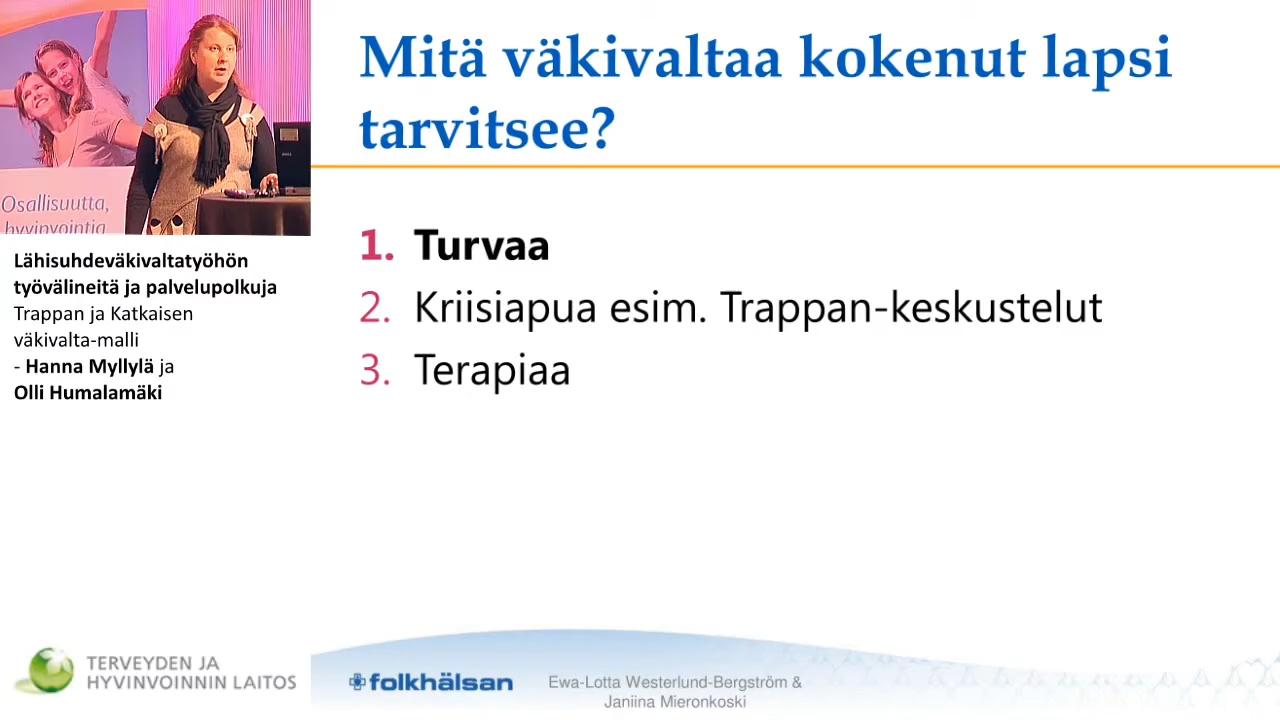 Mitä väkivaltaa kokenut lapsi
tarvitsee?
1. Turvaa
2. Kriisiapua esim. Trappan-keskustelut
3. Terapiaa
Osallisuutta,
hyvinvointia
Lähisuhdeväkivaltatyöhön
työvälineitä ja palvelupolkuja
Trappan ja Katkaisen
väkivalta-malli
- Hanna Myllylä ja
Olli Humalamäki
TERVEYDEN JA
HYVINVOINNIN LAITOS
folkhälsan
Ewa-Lotta Westerlund-Bergström &
Janiina Mieronkoski